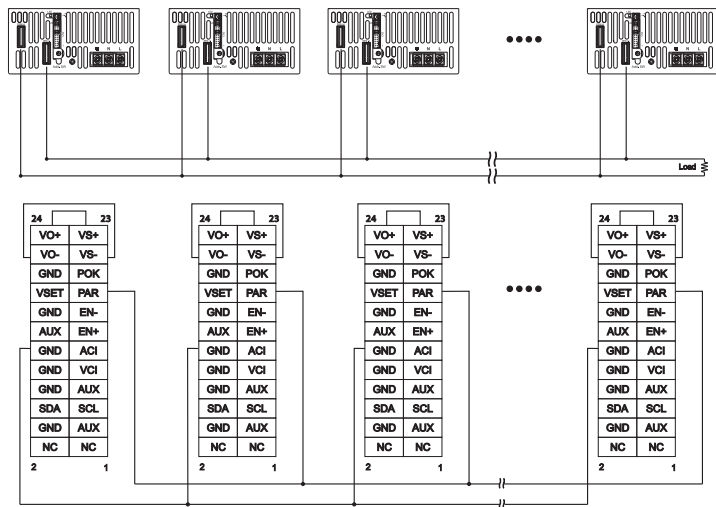 N L
N L
N L
N L
Load
24 23 24 23 24 23 24 23
VO+ VS+ VO+ VS+ VO+ VS+ VO+ VS+
VO- VS- VO- VS- VO- VS- VO- VS-
GND POK GND POK GND POK GND POK
VSET PAR VSET PAR VSET PAR VSET PAR
GND EN- GND EN- GND EN- GND EN-
AUX EN+ AUX EN+ AUX EN+ AUX EN+
GND ACI GND ACI GND ACI GND ACI
GND VCI GND VCI GND VCI GND VCI
GND AUX GND AUX GND AUX GND AUX
SDA SCL SDA SCL SDA SCL SDA SCL
GND AUX GND AUX GND AUX GND AUX
NC NC NC NC NC NC NC NC
2 1 2 1 2 1 2 1